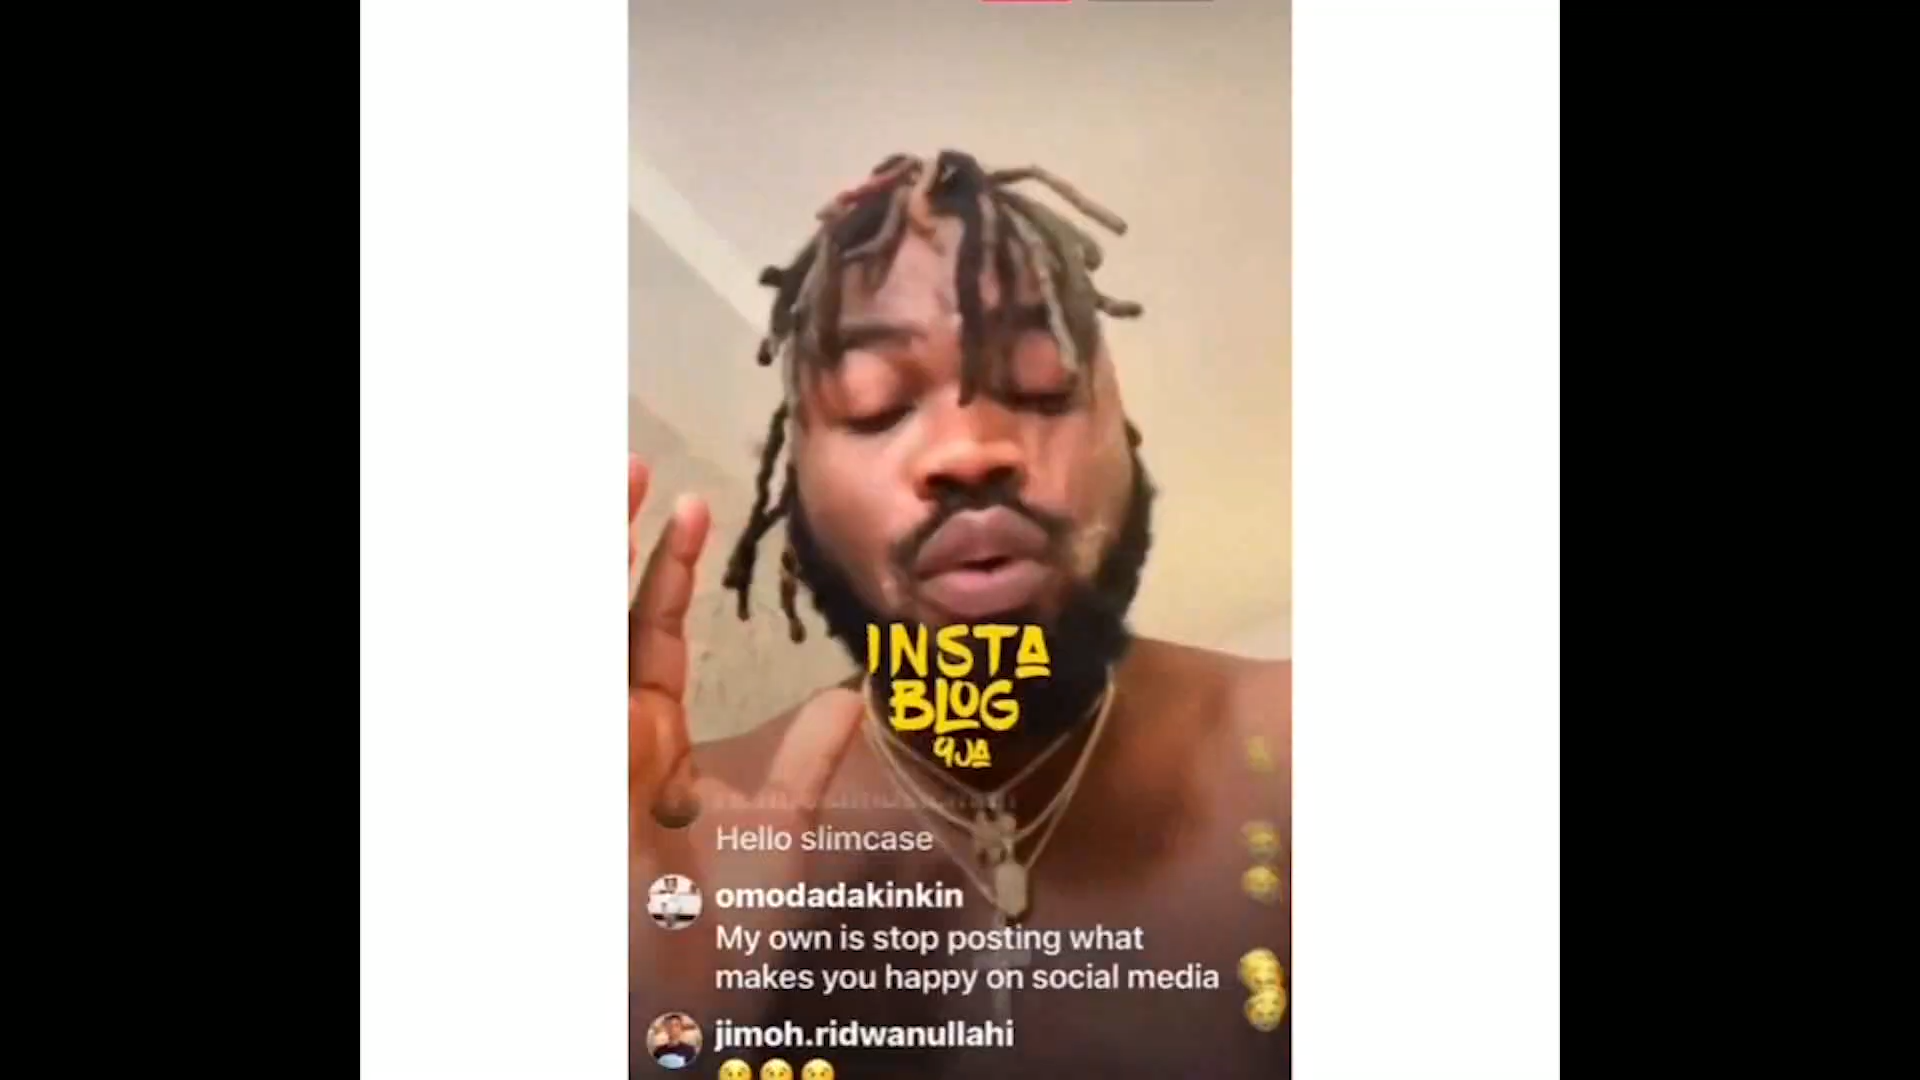 INSTA
BLOG
9JA
Hello slimcase
omodadakinkin
My own is stop posting what
makes you happy on social media
jimoh.ridwanullahi